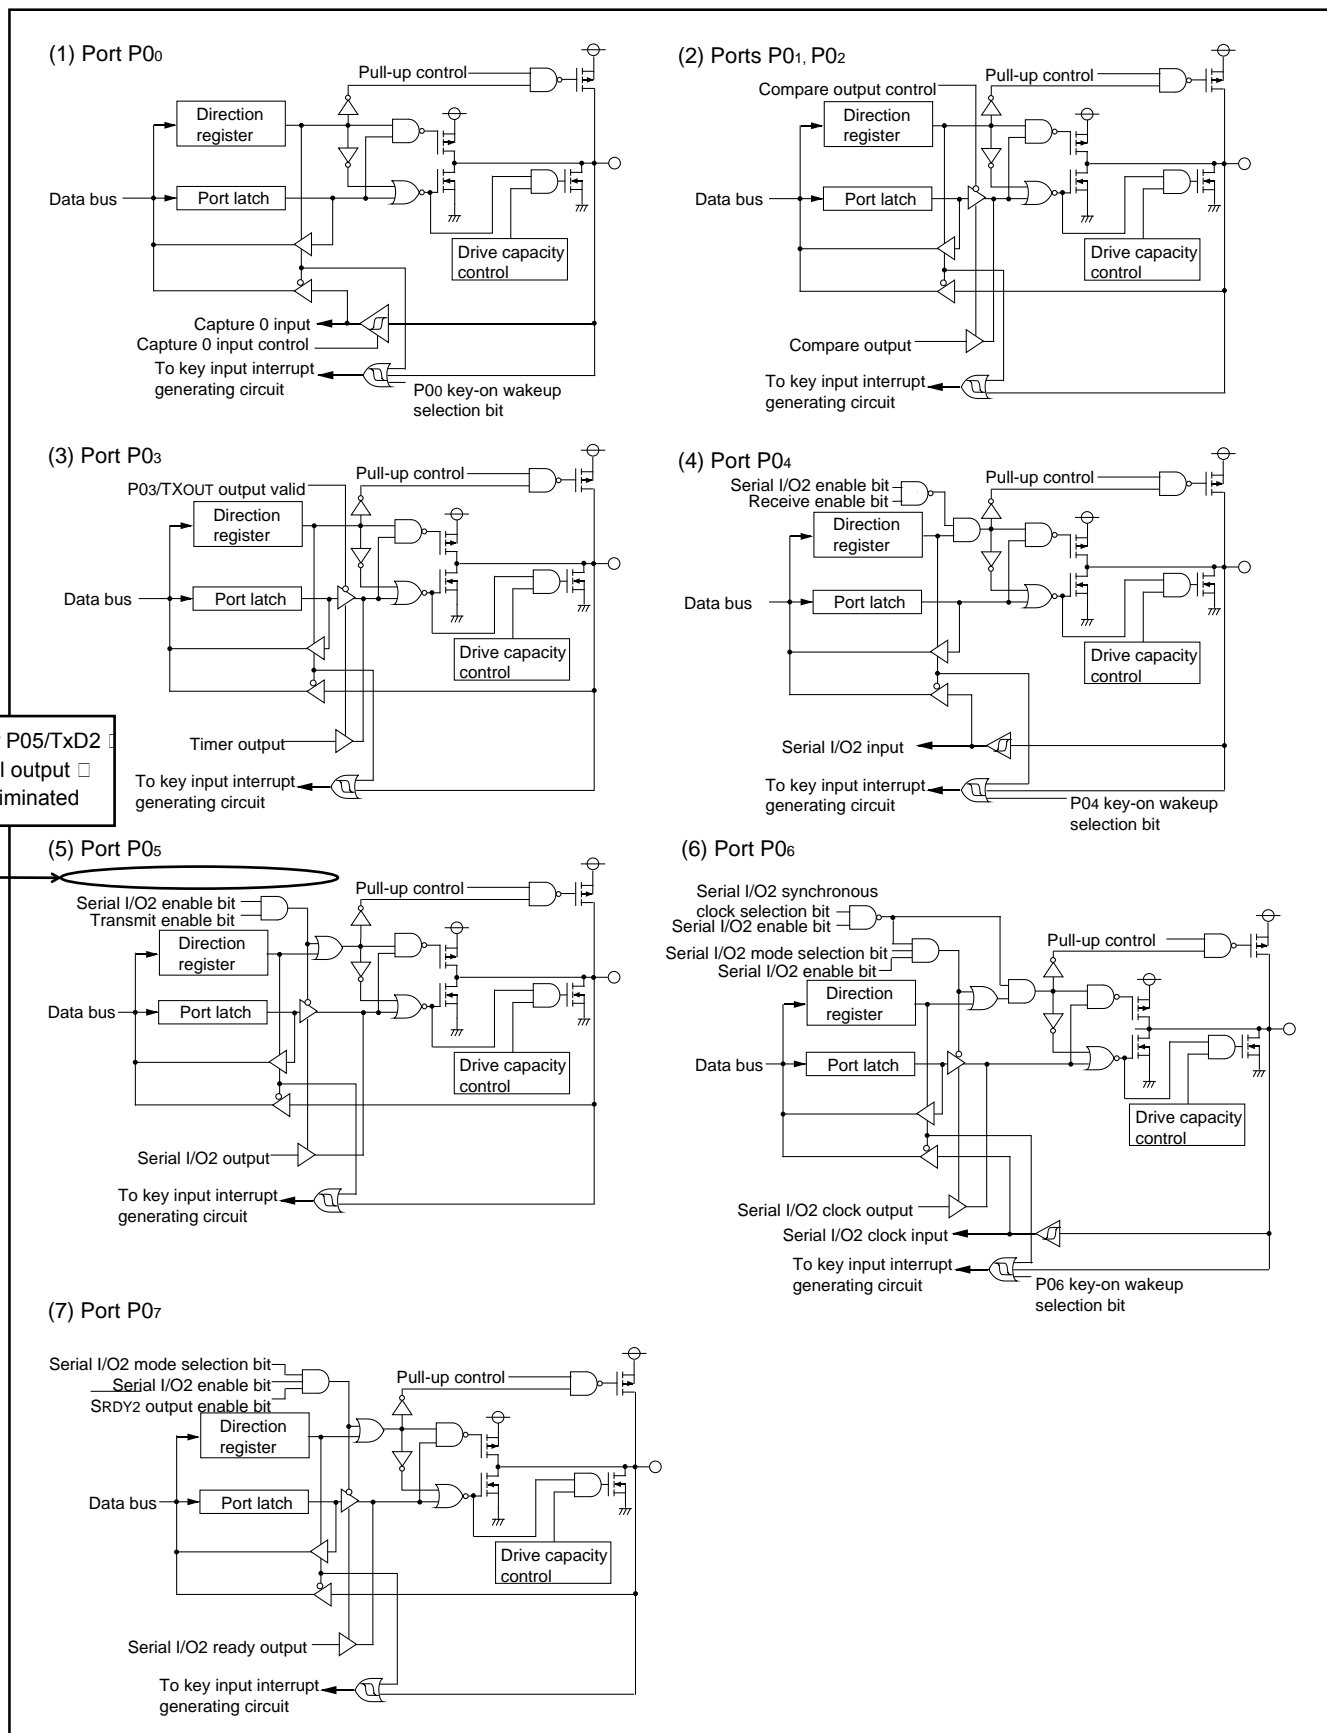 (1) Port P00
Pull-up control
Direction
register
Data bus
Port latch
Drive capacity
control
Capture 0 input
Capture 0 input control
To key input interrupt
generating circuit
P00 key-on wakeup
selection bit
(2) Ports P01, P02
Pull-up control
Compare output control
Direction
register
Data bus
Port latch
Drive capacity
control
Compare output
To key input interrupt
generating circuit
(3) Port P03
Pull-up control
P03/TXOUT output valid
Direction
register
Data bus
Port latch
Drive capacity
control
Timer output
To key input interrupt
generating circuit
(4) Port P04
Serial I/O2 enable bit
Receive enable bit
Pull-up control
Direction
register
Data bus
Port latch
Drive capacity
control
Serial I/O2 input
To key input interrupt
generating circuit
P04 key-on wakeup
selection bit
P05/TxD2
output
(5) Port P05
Pull-up control
Serial I/O2 enable bit
Transmit enable bit
Direction
register
Data bus
Port latch
Drive capacity
control
Serial I/O2 output
To key input interrupt
generating circuit
(6) Port P06
Serial I/O2 synchronous
clock selection bit
Serial I/O2 enable bit
Serial I/O2 mode selection bit
Serial I/O2 enable bit
Pull-up control
Direction
register
Data bus
Port latch
Drive capacity
control
Serial I/O2 clock output
Serial I/O2 clock input
To key input interrupt
generating circuit
P06 key-on wakeup
selection bit
(7) Port P07
Serial I/O2 mode selection bit
Serial I/O2 enable bit
SRDY2 output enable bit
Pull-up control
Direction
register
Data bus
Port latch
Drive capacity
control
Serial I/O2 ready output
To key input interrupt
generating circuit